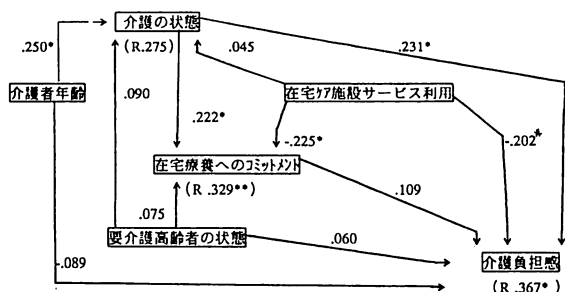 介護の状態
.250*
(R.275)
.045
.231*
介護者年齢
.090
在宅ケア施設サービス利用
.222*
-.225*
-.202*
在宅療養へのコミットメント
(R .329**)
.109
.075
要介護高齢者の状態
.060
介護負担感
-.089
(R .367*)